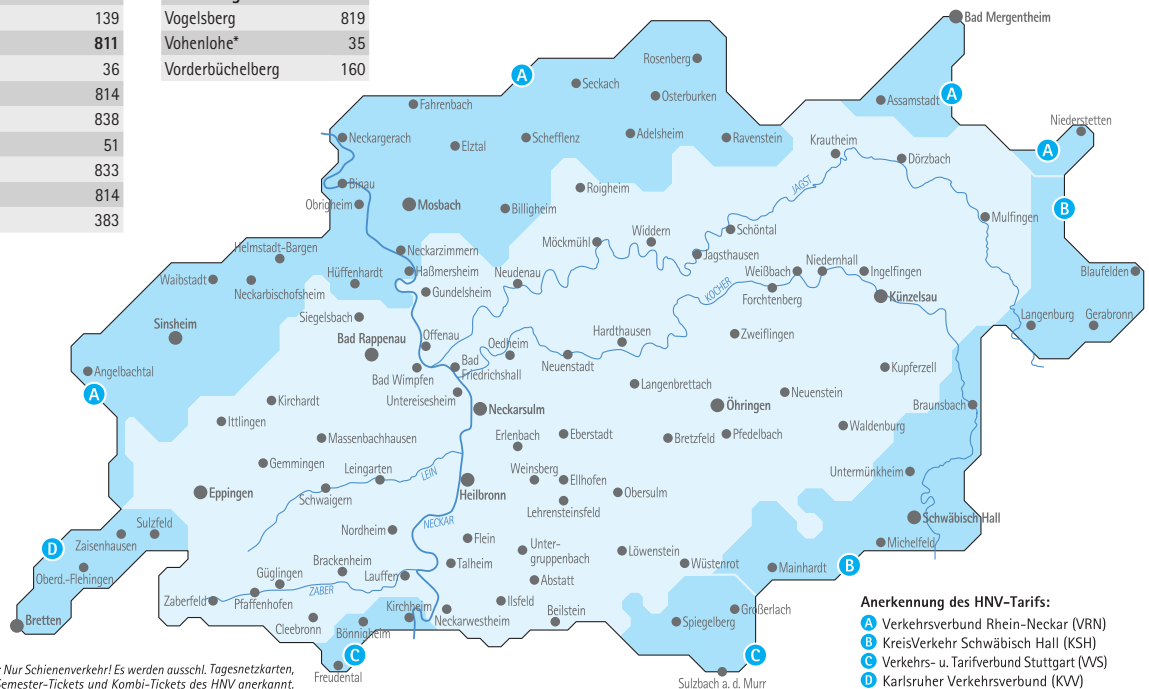 139
811
36
814
838
51
833
814
383
Vogelsberg 819
Vohenlohe* 35
Vorderbüchelberg 160
Bad Mergentheim
Rosenberg
A
Seckach
Osterburken
Assamstadt
A
Fahrenbach
Niederstetten
Neckargerach
Elztal
Schefflenz
Adelsheim
Ravenstein
Krautheim
A
Dörzbach
Binau
Roigheim
JAGST
Obrigheim
Mosbach
Billigheim
B
Mulfingen
Widdern
Schöntal
Möckmühl
Helmstadt-Bargen
Neckarzimmern
Jagsthausen
Waibstadt
Hüffenhardt
Haßmersheim
Neudenau
Weißbach
Niedernhall
Ingelfingen
Blaufelden
Neckarbischofsheim
Gundelsheim
KOCHER
Forchtenberg
Künzelsau
Siegelsbach
Langenburg
Gerabronn
Sinsheim
Bad Rappenau
Offenau
Oedheim
Hardthausen
Zweiflingen
Angelbachtal
Bad Wimpfen
Bad
Friedrichshall
Neuenstadt
Kupferzell
A
Untereisesheim
Langenbrettach
Neuenstein
Kirchardt
Neckarsulm
Öhringen
Braunsbach
Ittlingen
Massenbachhausen
Erlenbach
Eberstadt
Bretzfeld
Pfedelbach
Waldenburg
Gemmingen
Leingarten
LEIN
Weinsberg
Ellhofen
Untermünkheim
Eppingen
Schwaigern
Heilbronn
Obersulm
Lehrensteinsfeld
Sulzfeld
NECKAR
Schwäbisch Hall
Nordheim
Flein
D
Zaisenhausen
Unter-
gruppenbach
Löwenstein
Michelfeld
Oberd.-Flehingen
Brackenheim
Talheim
Wüstenrot
Mainhardt
B
Güglingen
Lauffen
Abstatt
ZABER
Zaberfeld
Pfaffenhofen
Ilsfeld
Bretten
Kirchheim
Neckarwestheim
Beilstein
Großerlach
Cleebronn
Bönnigheim
Spiegelberg
C
C
Freudental
Sulzbach a. d. Murr
Anerkennung des HNV-Tarifs:
A Verkehrsverbund Rhein-Neckar (VRN)
B KreisVerkehr Schwäbisch Hall (KSH)
C Verkehrs- u. Tarifverbund Stuttgart (VVS)
D Karlsruher Verkehrsverbund (KVV)
Nur Schienenverkehr! Es werden ausschl. Tagesnetzkarten,
Semester-Tickets und Kombi-Tickets des HNV anerkannt.